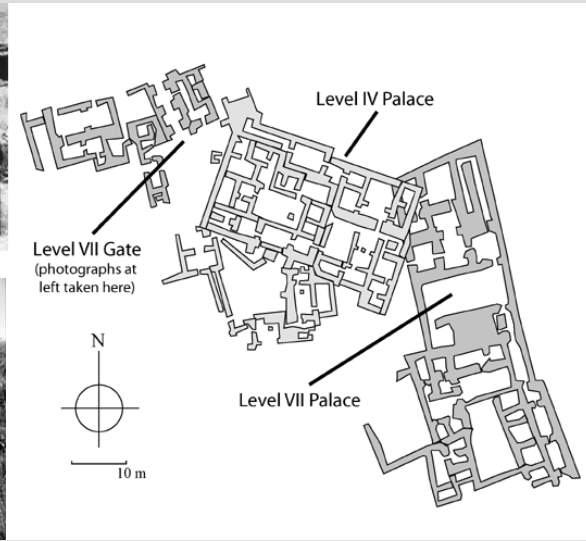 Level IV Palace
Level VII Gate
(photographs at
left taken here)
N
Level VII Palace
10 m